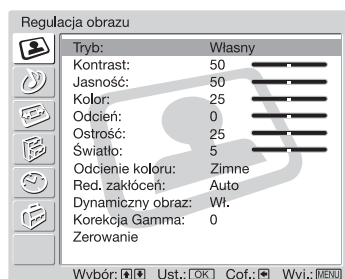 Regulacja obrazu
Tryb: Własny
Kontrast: 50
Jasność: 50
Kolor: 25
Odcień: 0
Ostrość: 25
Światło: 5
Odcienie koloru: Zimne
Red. zakłóceń: Auto
Dynamiczny obraz: Wł.
Korekcja Gamma: 0
Zerowanie
Wybór: Ust.: OK Cof.: Wyj.: MENU